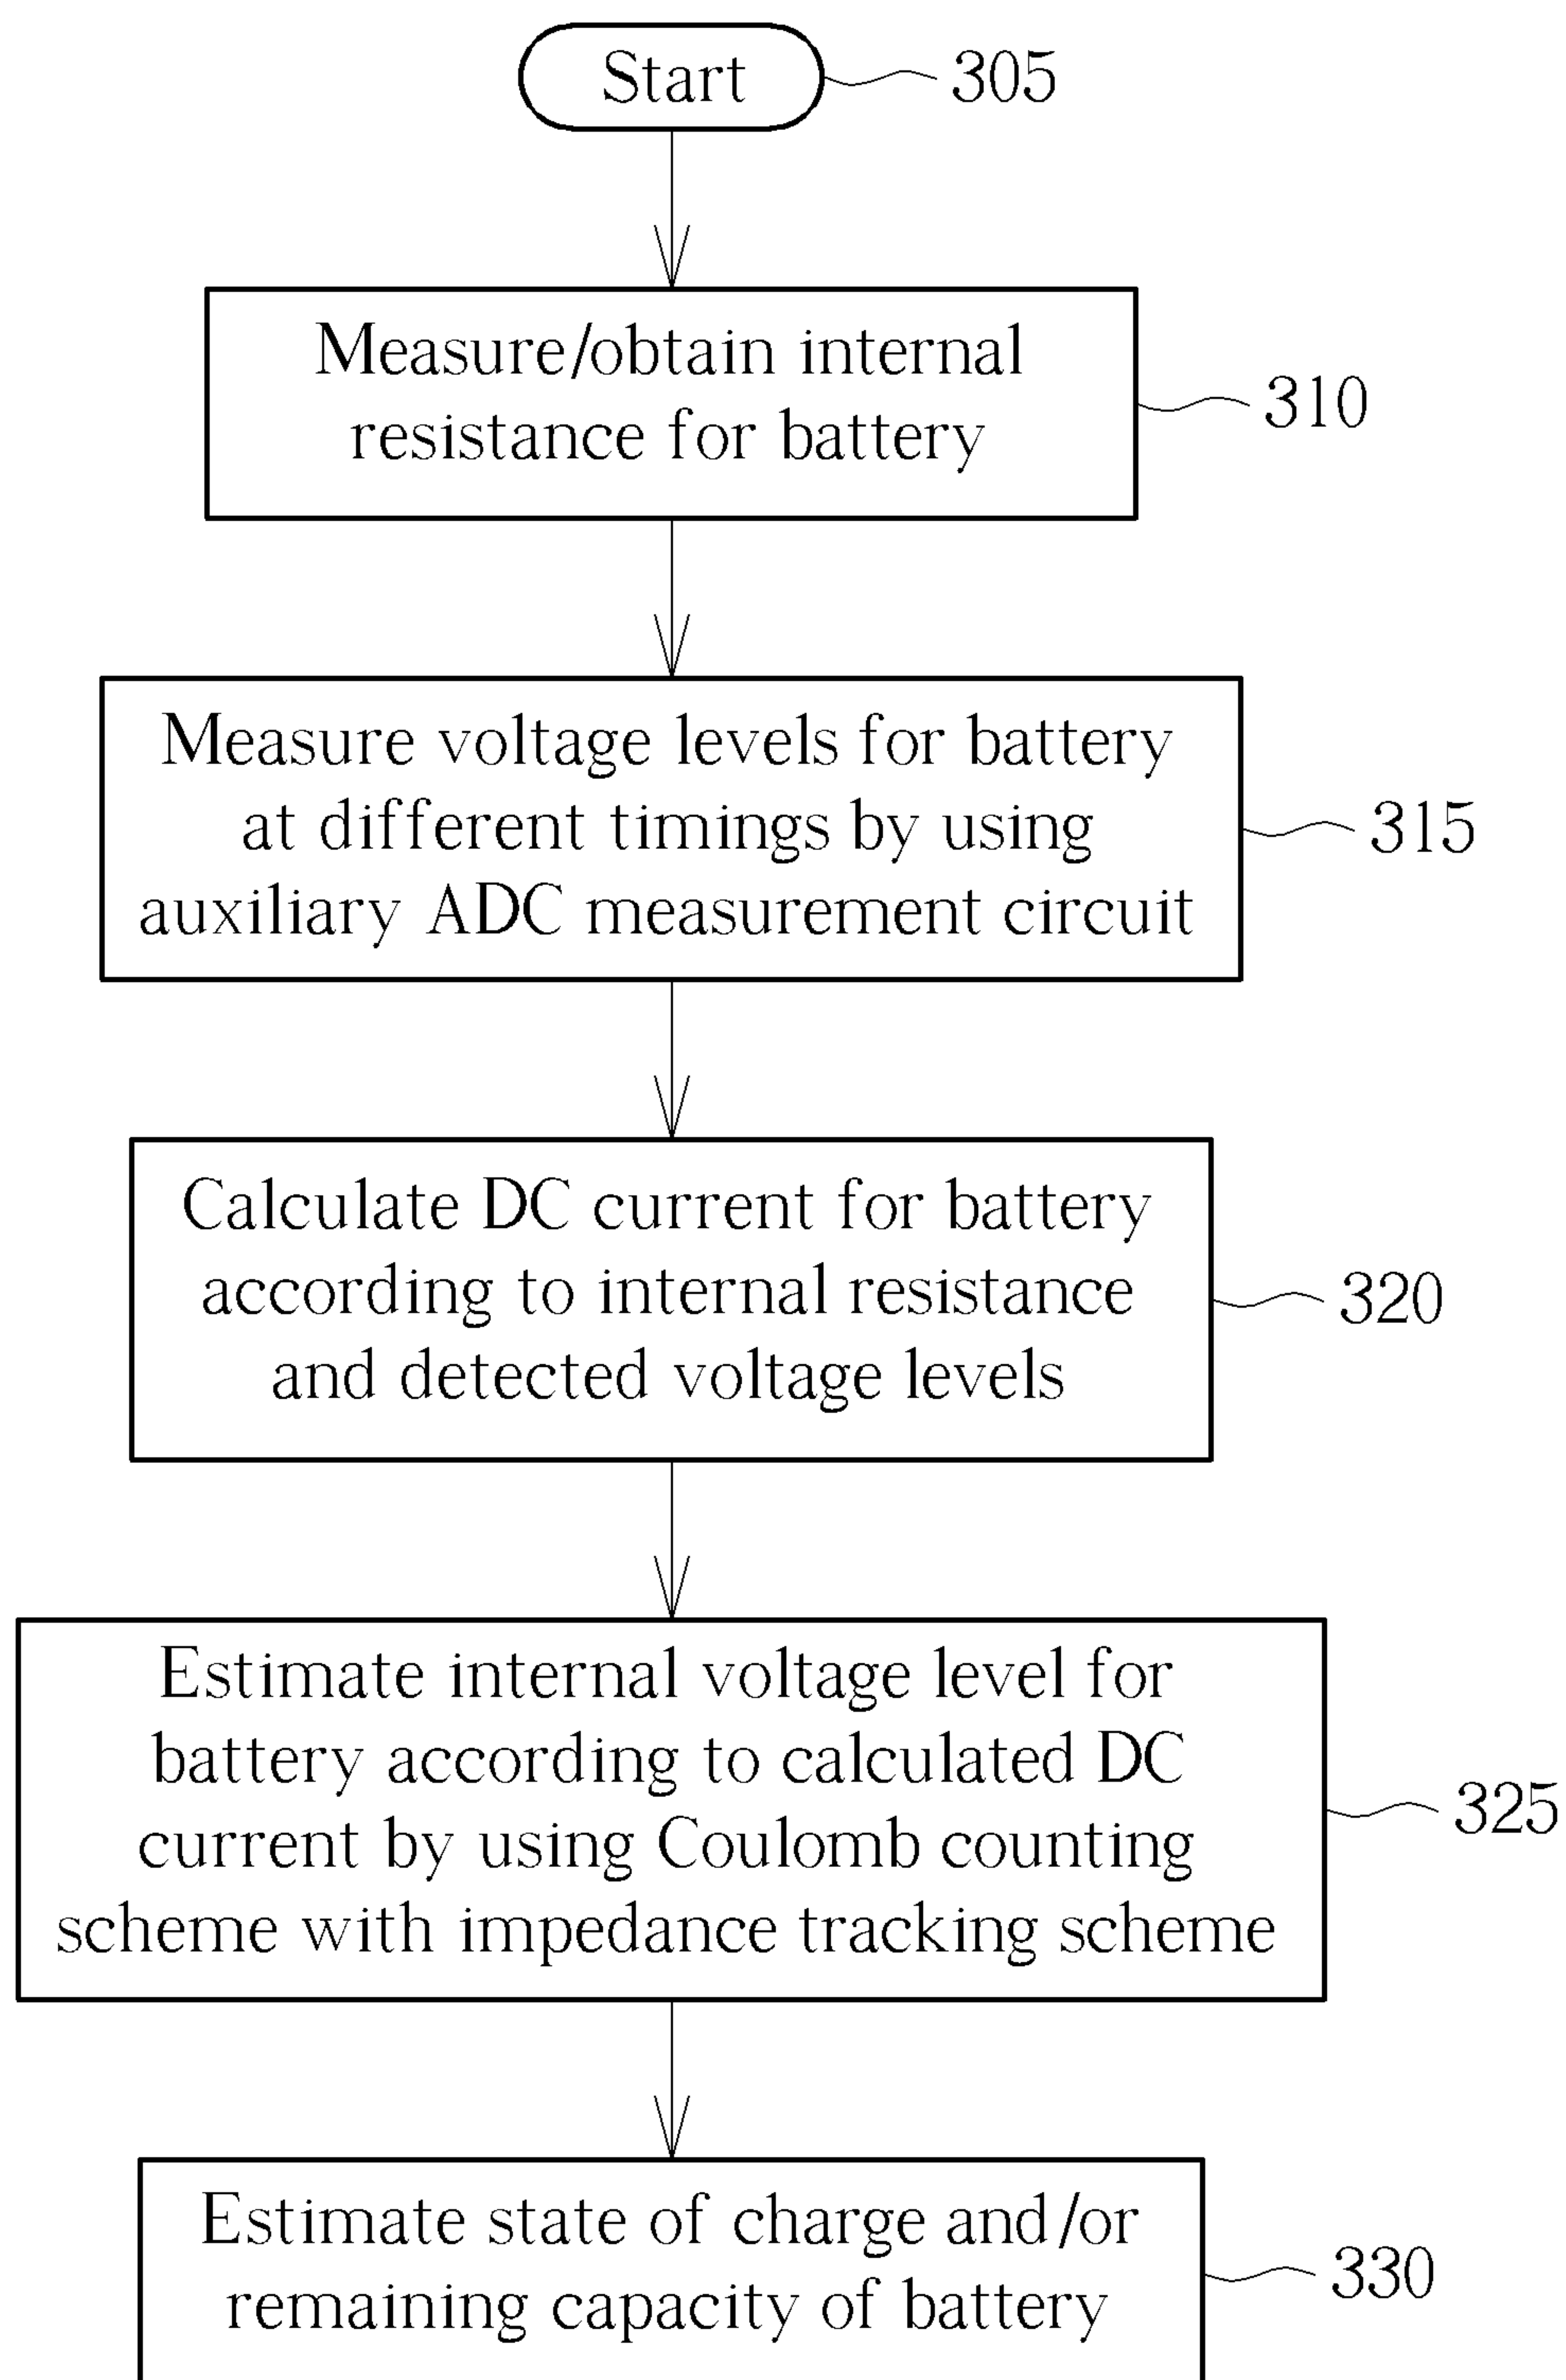 Start
305
Measure/obtain internal
resistance for battery
310
Measure voltage levels for battery
at different timings by using
auxiliary ADC measurement circuit
315
Calculate DC current for battery
according to internal resistance
and detected voltage levels
320
Estimate internal voltage level for
battery according to calculated DC
current by using Coulomb counting
scheme with impedance tracking scheme
325
Estimate state of charge and/or
remaining capacity of battery
330